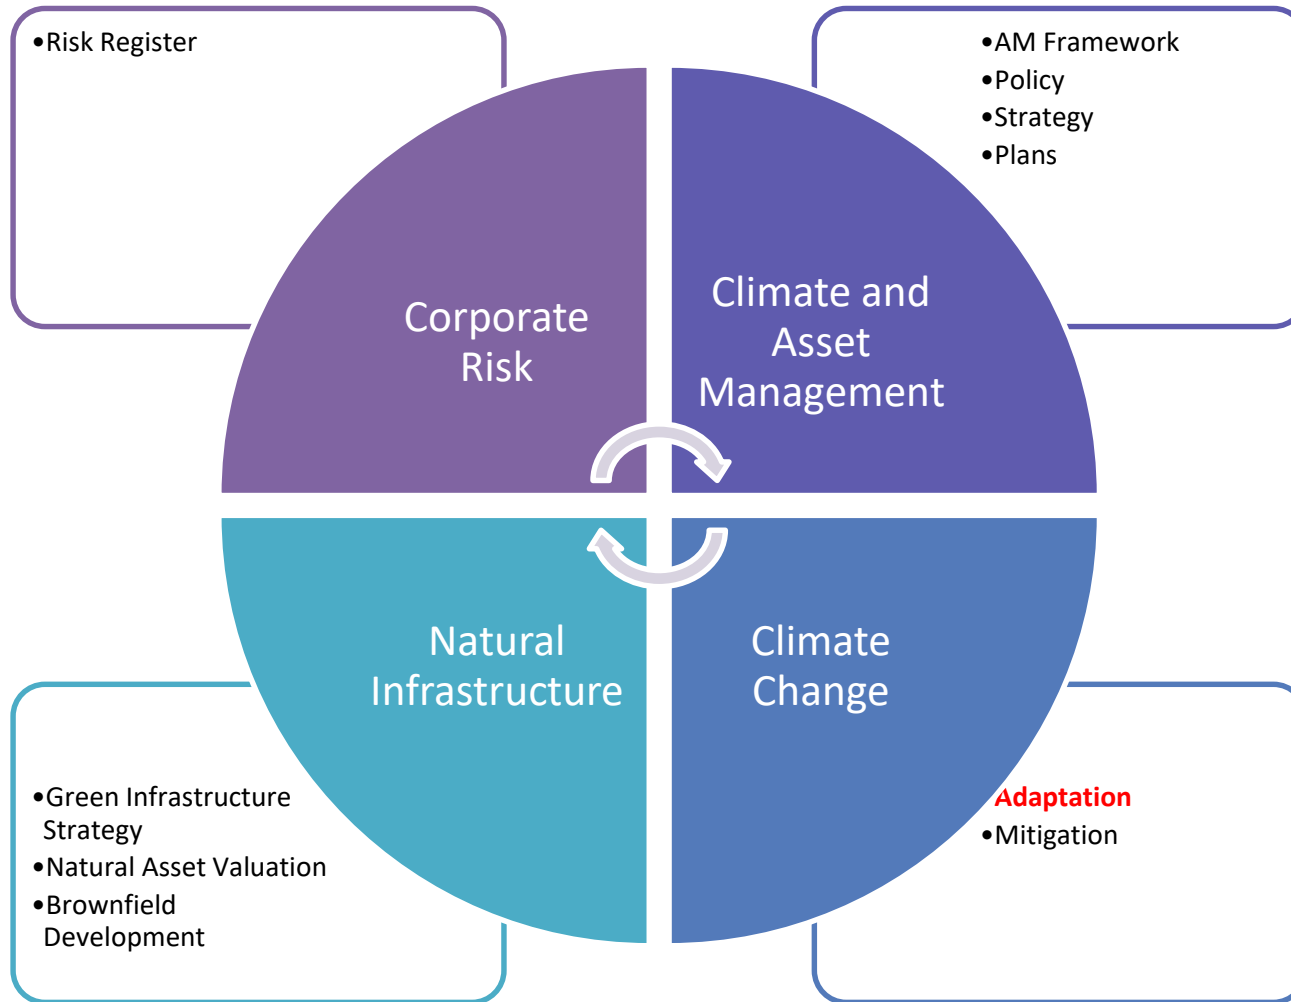 •Risk Register
•AM Framework
•Policy
•Strategy
•Plans
Corporate
Risk
Climate and
Asset
Management
Natural
Infrastructure
Climate
Change
•Green Infrastructure
Strategy
•Natural Asset Valuation
•Brownfield
Development
Adaptation
•Mitigation